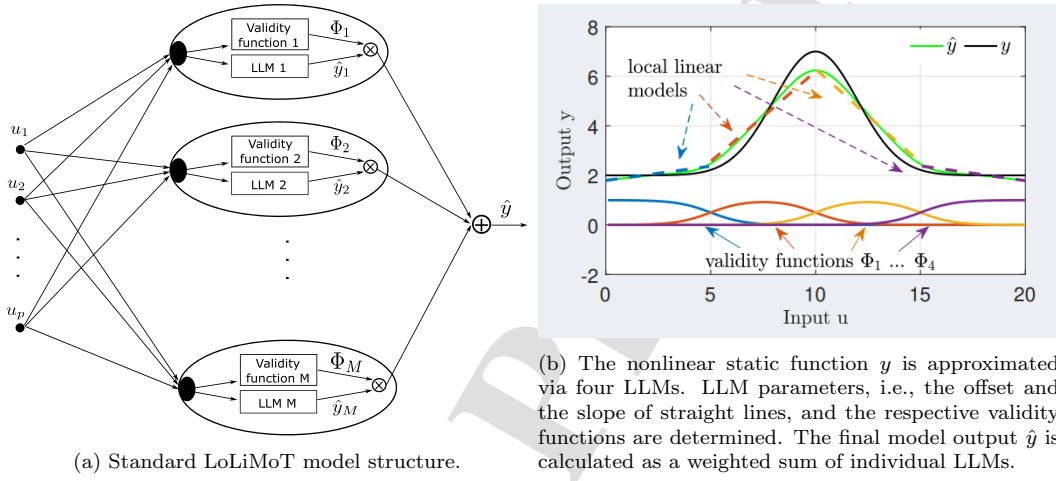 Validity
function 1
Φ1
LLM 1
ŷ1
u1
Validity
function 2
Φ2
LLM 2
ŷ2
u2
ŷ
up
Validity
function M
ΦM
LLM M
ŷM
(a) Standard LoLiMoT model structure.
8
6
4
2
0
-2
0
5
10
15
20
Output y
Input u
ŷ
y
local linear
models
validity functions Φ1 ... Φ4
(b) The nonlinear static function y is approximated
via four LLMs. LLM parameters, i.e., the offset and
the slope of straight lines, and the respective validity
functions are determined. The final model output ŷ is
calculated as a weighted sum of individual LLMs.